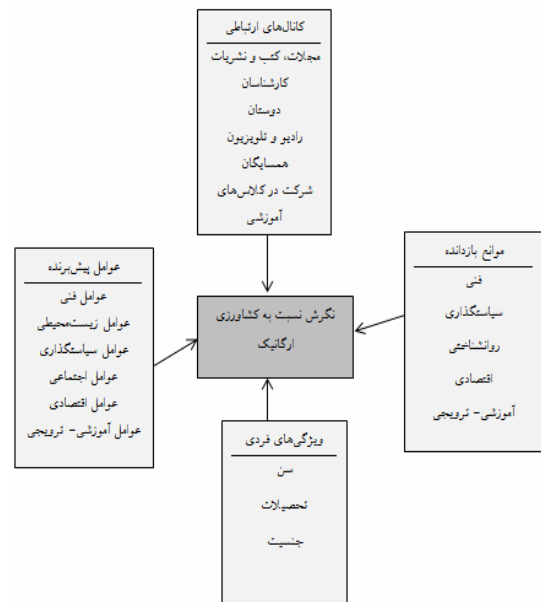 کانال‌های ارتباطی
مجلات، کتب و نشریات
کارشناسان
دوستان
رادیو و تلویزیون
همسایگان
شرکت در کلاس‌های
آموزشی
موانع بازدانده
فنی
سیاستگذاری
روانشناختی
اقتصادی
آموزشی- ترویجی
نگرش نسبت به کشاورزی
ارگانیک
عوامل پیش‌برنده
عوامل فنی
عوامل زیست‌محیطی
عوامل سیاستگذاری
عوامل اجتماعی
عوامل اقتصادی
عوامل آموزشی- ترویجی
ویژگی‌های فردی
سن
تحصیلات
جنسیت